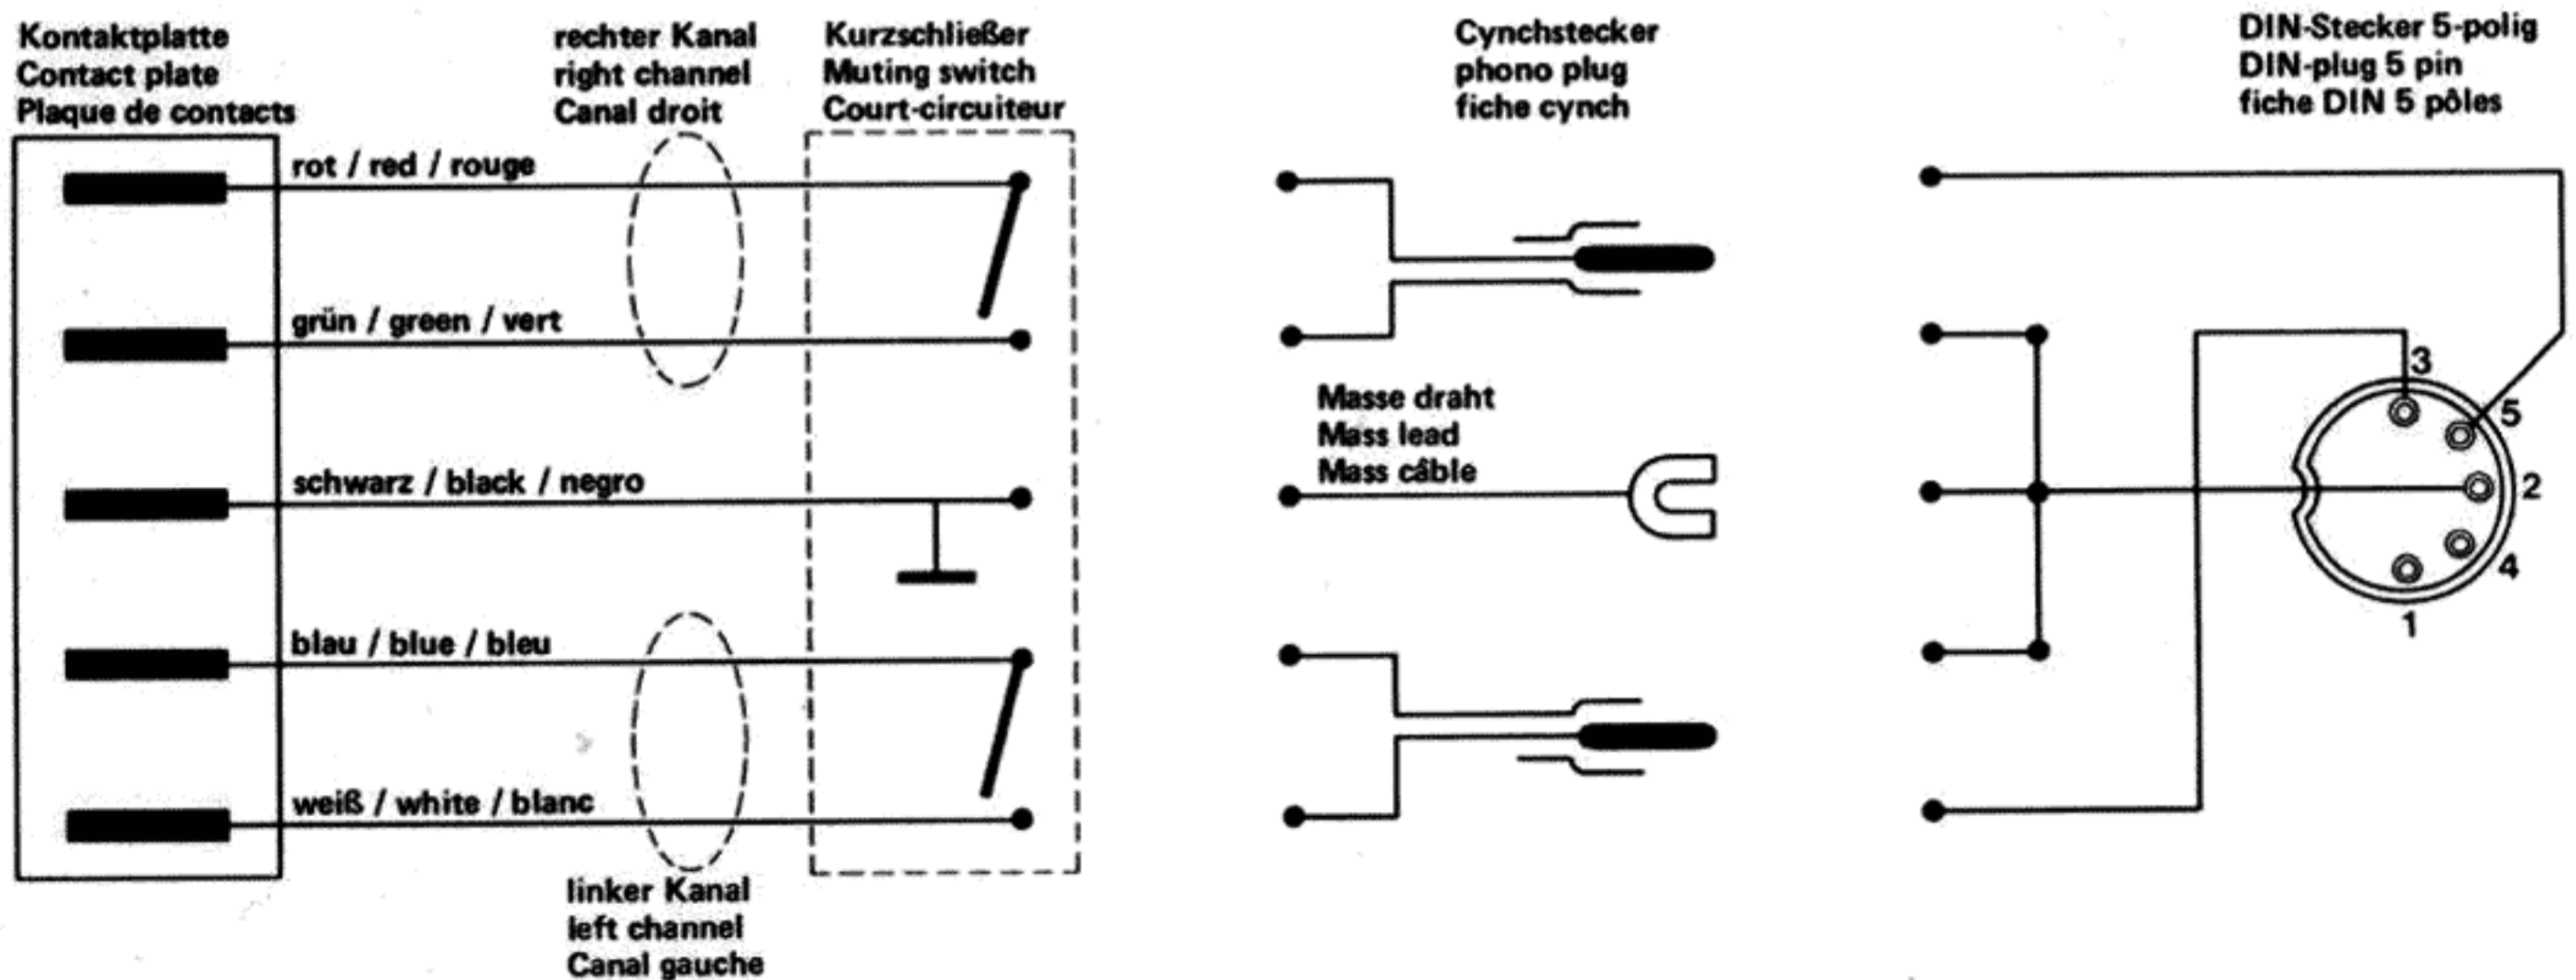 Kontaktplatte
Contact plate
Plaque de contacts
rechter Kanal
right channel
Canal droit
Kurzschließer
Muting switch
Court-circuiteur
Cynchstecker
phono plug
fiche cynch
DIN-Stecker 5-polig
DIN-plug 5 pin
fiche DIN 5 pôles
rot / red / rouge
grün / green / vert
schwarz / black / negro
blau / blue / bleu
weiß / white / blanc
linker Kanal
left channel
Canal gauche
Masse draht
Mass lead
Mass câble
3
5
2
4
1